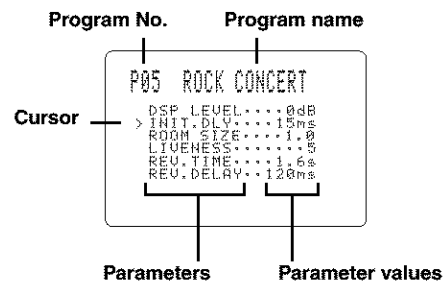 Program No.
Program name
P05 ROCK CONCERT
Cursor
DSP LEVEL····0dB
>INIT.DLY····15ms
ROOM SIZE····1.0
LIVENESS······5
REV.TIME····1.6s
REV.DELAY··120ms
Parameters
Parameter values